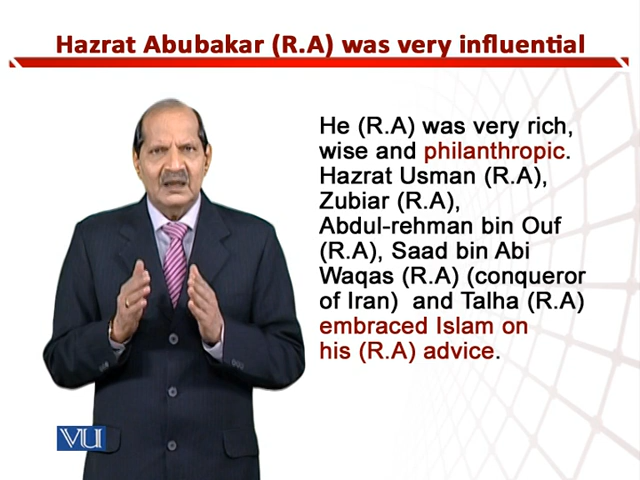 Hazrat Abubakar (R.A) was very influential
He (R.A) was very rich,
wise and philanthropic.
Hazrat Usman (R.A),
Zubiar (R.A),
Abdul-rehman bin Ouf
(R.A), Saad bin Abi
Waqas (R.A) (conqueror
of Iran) and Talha (R.A)
embraced Islam on
his (R.A) advice.
VU